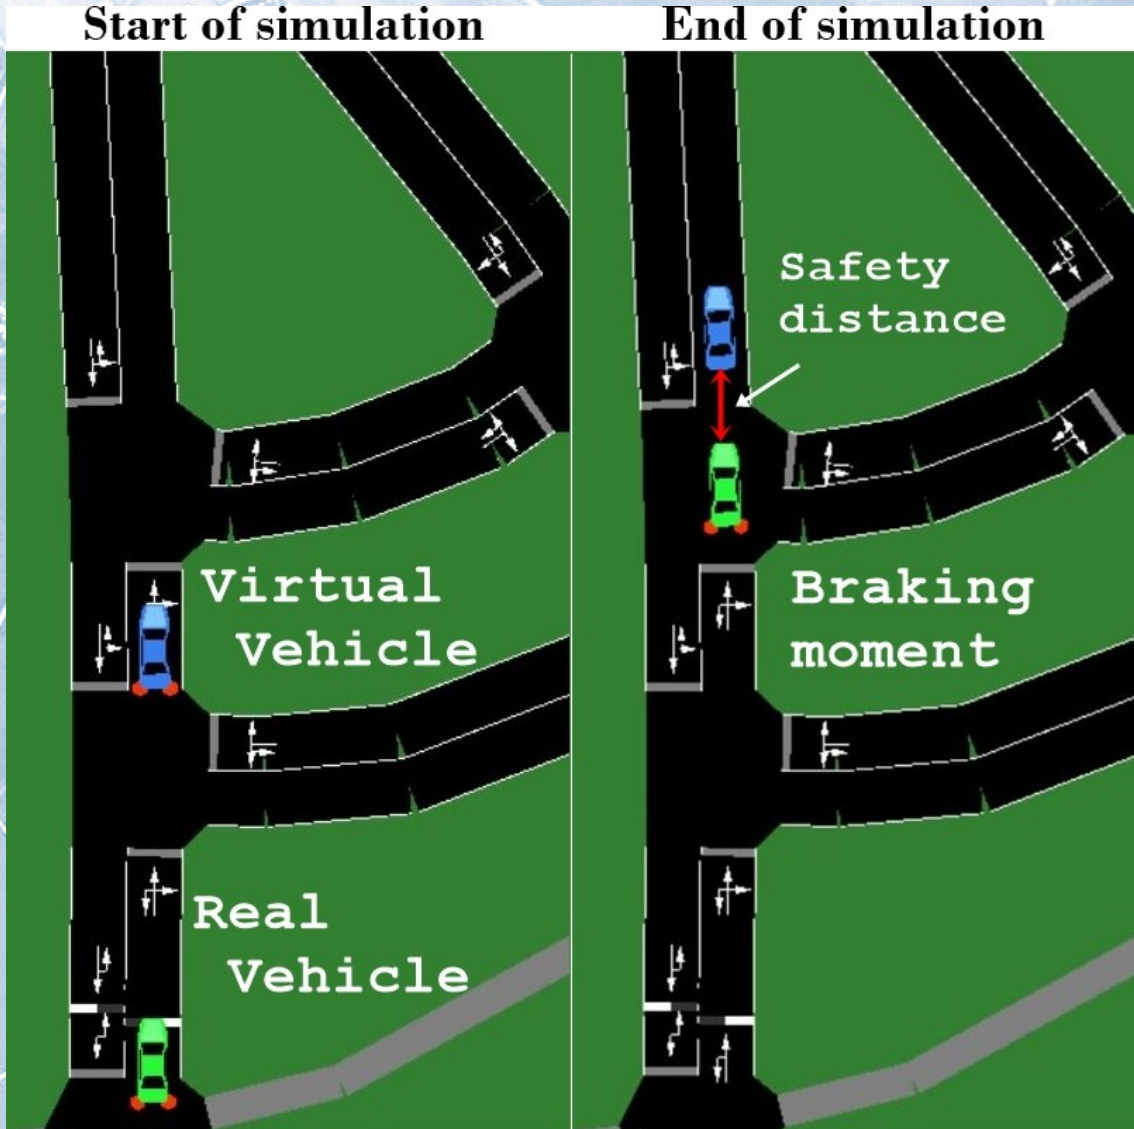 Start of simulation
End of simulation
Safety
distance
Virtual
Vehicle
Braking
moment
Real
Vehicle